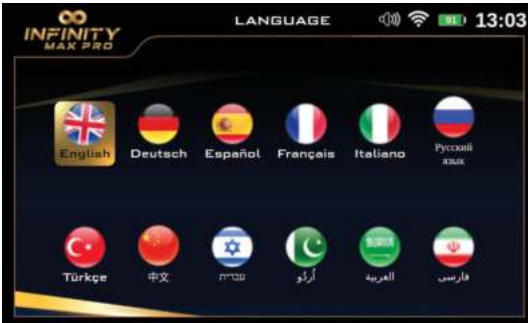 INFINITY
MAX PRO
LANGUAGE
91
13:03
English
Deutsch
Español
Français
Italiano
Русский
язык
Türkçe
中文
עברית
اُردُو
العربية
فارسی